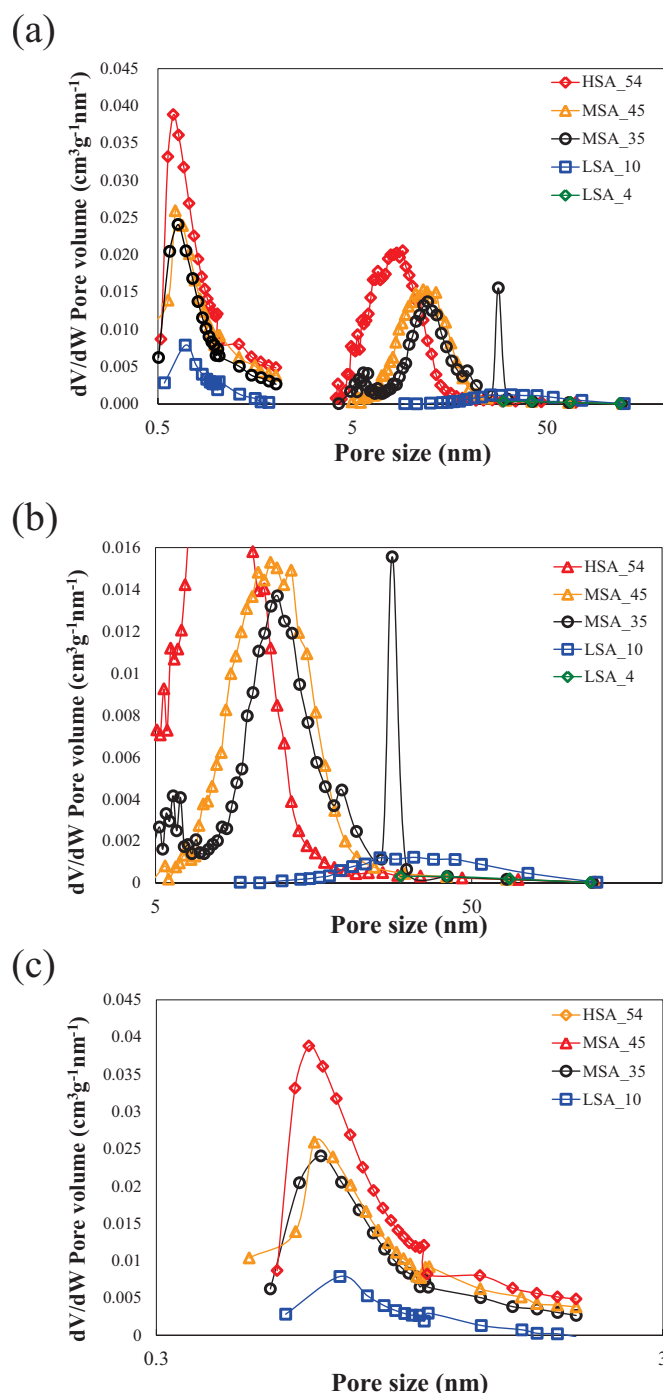 (a)
dV/dW Pore volume (cm³g⁻¹nm⁻¹)
0.045
0.040
0.035
0.030
0.025
0.020
0.015
0.010
0.005
0.000
HSA_54
MSA_45
MSA_35
LSA_10
LSA_4
0.5
5
50
Pore size (nm)
(b)
dV/dW Pore volume (cm³g⁻¹nm⁻¹)
0.016
0.014
0.012
0.01
0.008
0.006
0.004
0.002
0
HSA_54
MSA_45
MSA_35
LSA_10
LSA_4
5
50
Pore size (nm)
(c)
dV/dW Pore volume (cm³g⁻¹nm⁻¹)
0.045
0.04
0.035
0.03
0.025
0.02
0.015
0.01
0.005
0
HSA_54
MSA_45
MSA_35
LSA_10
0.3
3
Pore size (nm)